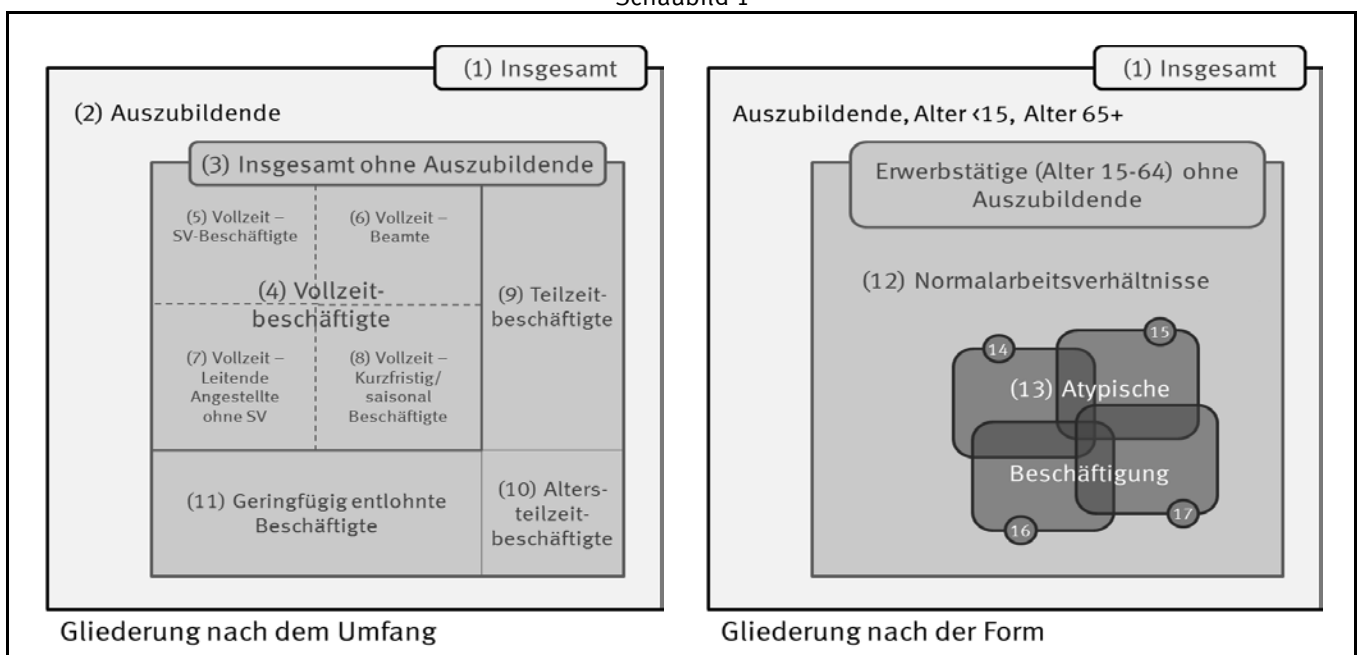 Schaubild 1
(1) Insgesamt
(2) Auszubildende
(3) Insgesamt ohne Auszubildende
(5) Vollzeit –
SV-Beschäftigte
(6) Vollzeit –
Beamte
(4) Vollzeit-
beschäftigte
(7) Vollzeit –
Leitende
Angestellte
ohne SV
(8) Vollzeit –
Kurzfristig/
saisonal
Beschäftigte
(9) Teilzeit-
beschäftigte
(11) Geringfügig entlohnte
Beschäftigte
(10) Alters-
teilzeit-
beschäftigte
Gliederung nach dem Umfang
(1) Insgesamt
Auszubildende, Alter <15, Alter 65+
Erwerbstätige (Alter 15-64) ohne
Auszubildende
(12) Normalarbeitsverhältnisse
14
15
(13) Atypische
Beschäftigung
16
17
Gliederung nach der Form